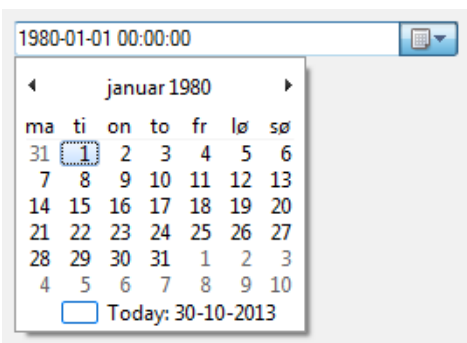 1980-01-01 00:00:00
januar 1980
ma ti on to fr lø sø
31 1 2 3 4 5 6
7 8 9 10 11 12 13
14 15 16 17 18 19 20
21 22 23 24 25 26 27
28 29 30 31 1 2 3
4 5 6 7 8 9 10
Today: 30-10-2013